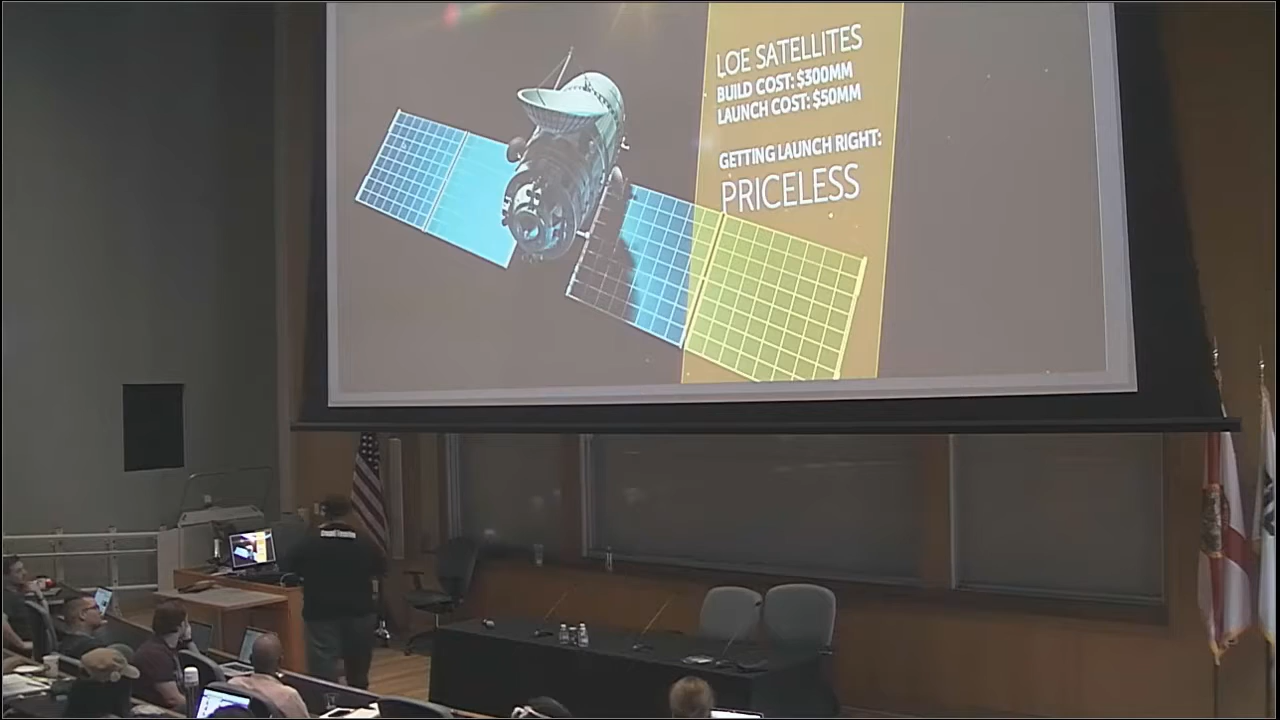 LOE SATELLITES
BUILD COST: $300MM
LAUNCH COST: $50MM
GETTING LAUNCH RIGHT:
PRICELESS